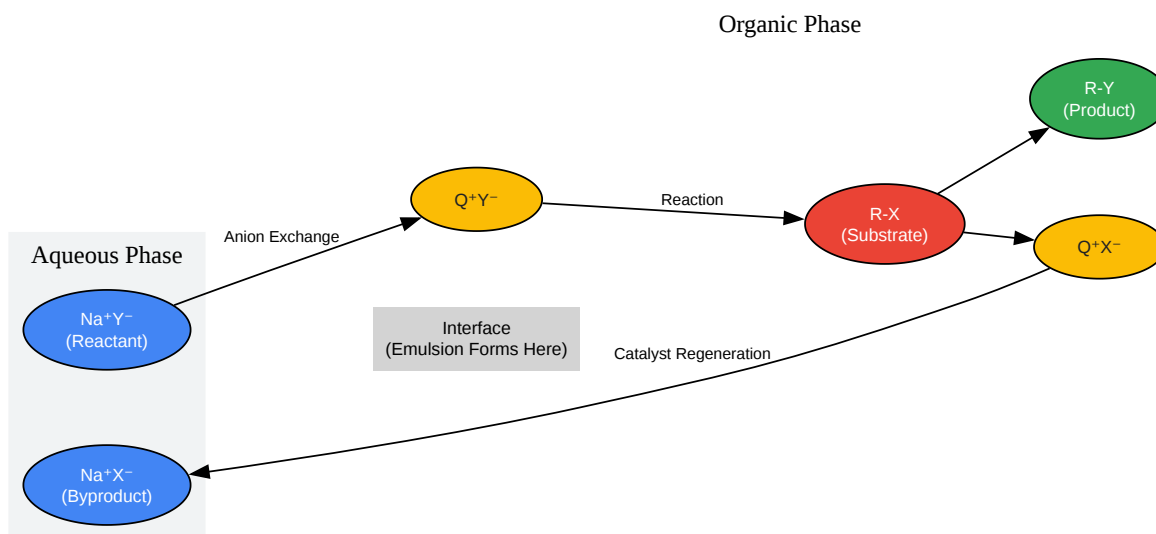 Organic Phase
R-Y
(Product)
Q⁺Y⁻
Reaction
R-X
(Substrate)
Anion Exchange
Q⁺X⁻
Aqueous Phase
Na⁺Y⁻
(Reactant)
Interface
(Emulsion Forms Here)
Catalyst Regeneration
Na⁺X⁻
(Byproduct)